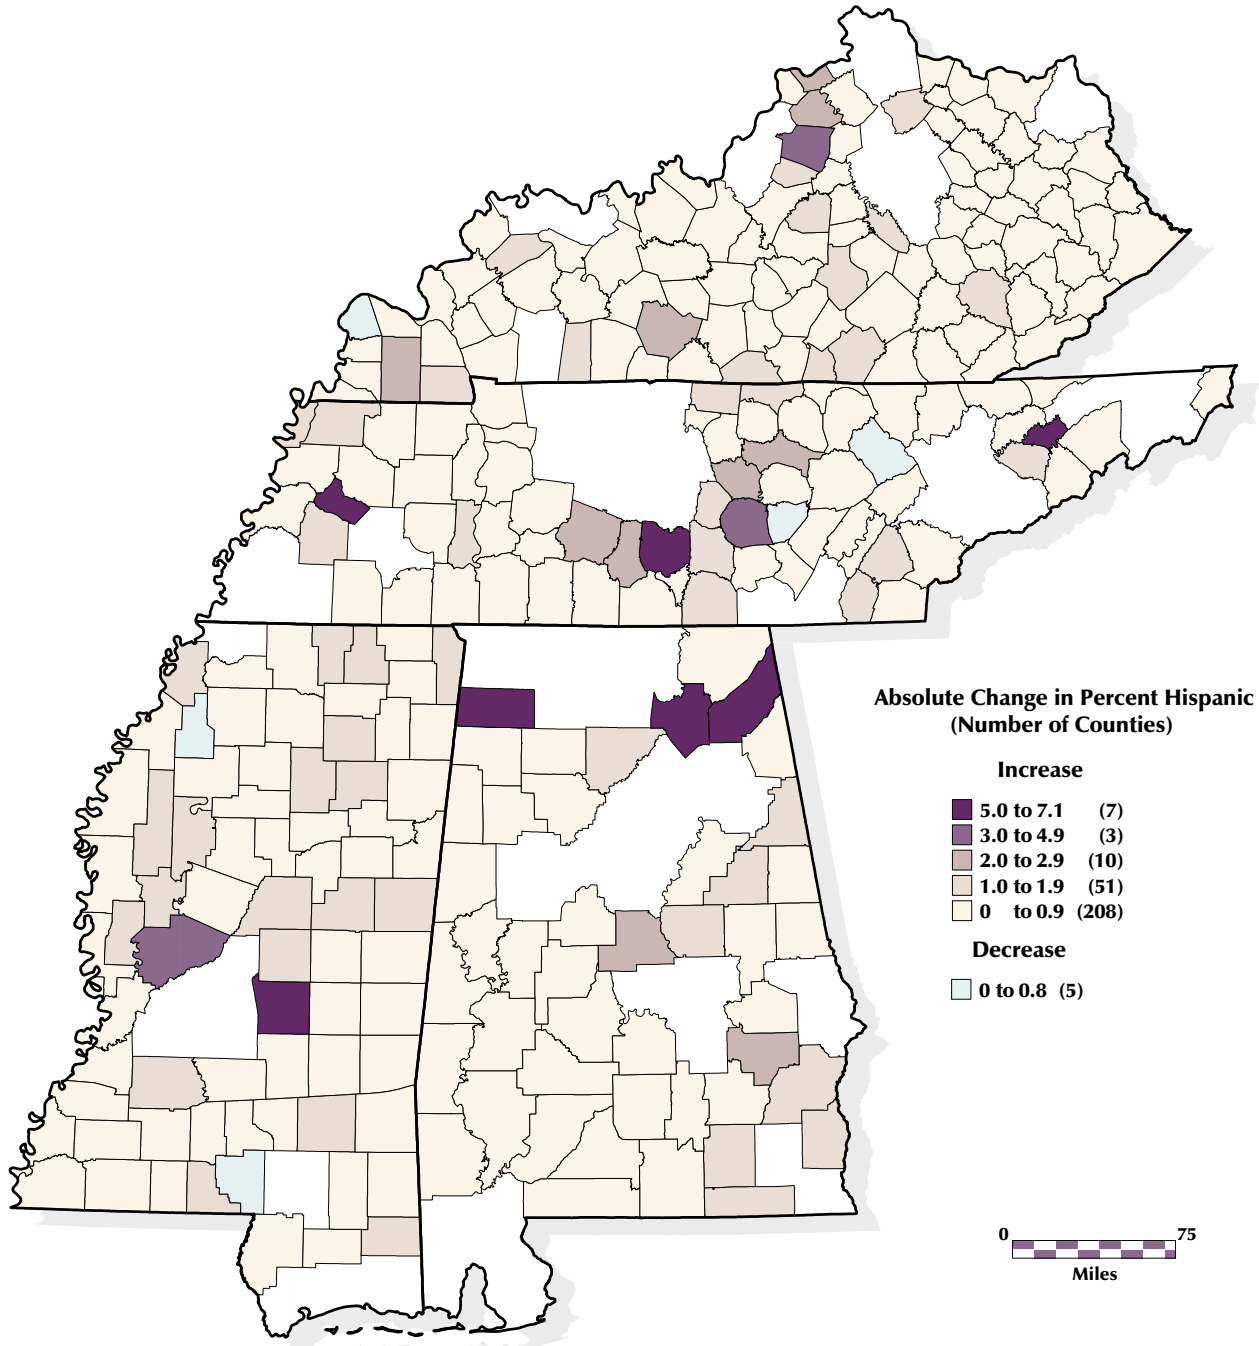 Absolute Change in Percent Hispanic
(Number of Counties)
Increase
5.0 to 7.1 (7)
3.0 to 4.9 (3)
2.0 to 2.9 (10)
1.0 to 1.9 (51)
0 to 0.9 (208)
Decrease
0 to 0.8 (5)
0 75
Miles